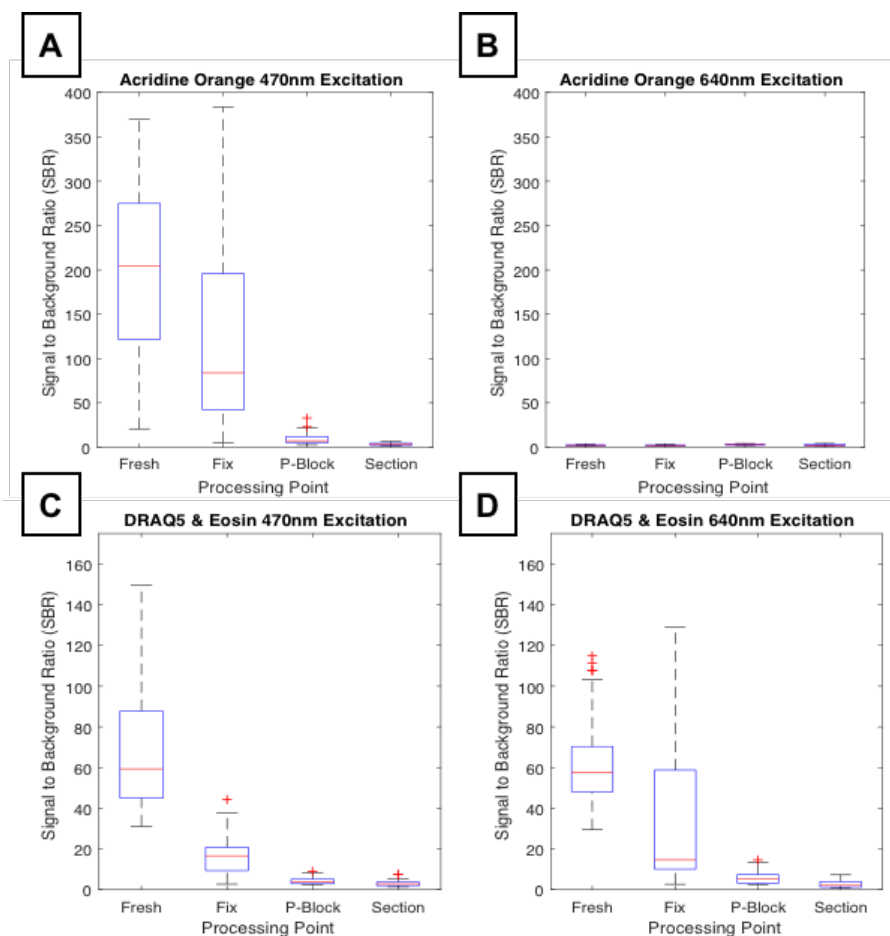 A
Acridine Orange 470nm Excitation
Signal to Background Ratio (SBR)
400
350
300
250
200
150
100
50
0
Fresh Fix P-Block Section
Processing Point
B
Acridine Orange 640nm Excitation
Signal to Background Ratio (SBR)
400
350
300
250
200
150
100
50
0
Fresh Fix P-Block Section
Processing Point
C
DRAQ5 & Eosin 470nm Excitation
Signal to Background Ratio (SBR)
160
140
120
100
80
60
40
20
0
Fresh Fix P-Block Section
Processing Point
D
DRAQ5 & Eosin 640nm Excitation
Signal to Background Ratio (SBR)
160
140
120
100
80
60
40
20
0
Fresh Fix P-Block Section
Processing Point